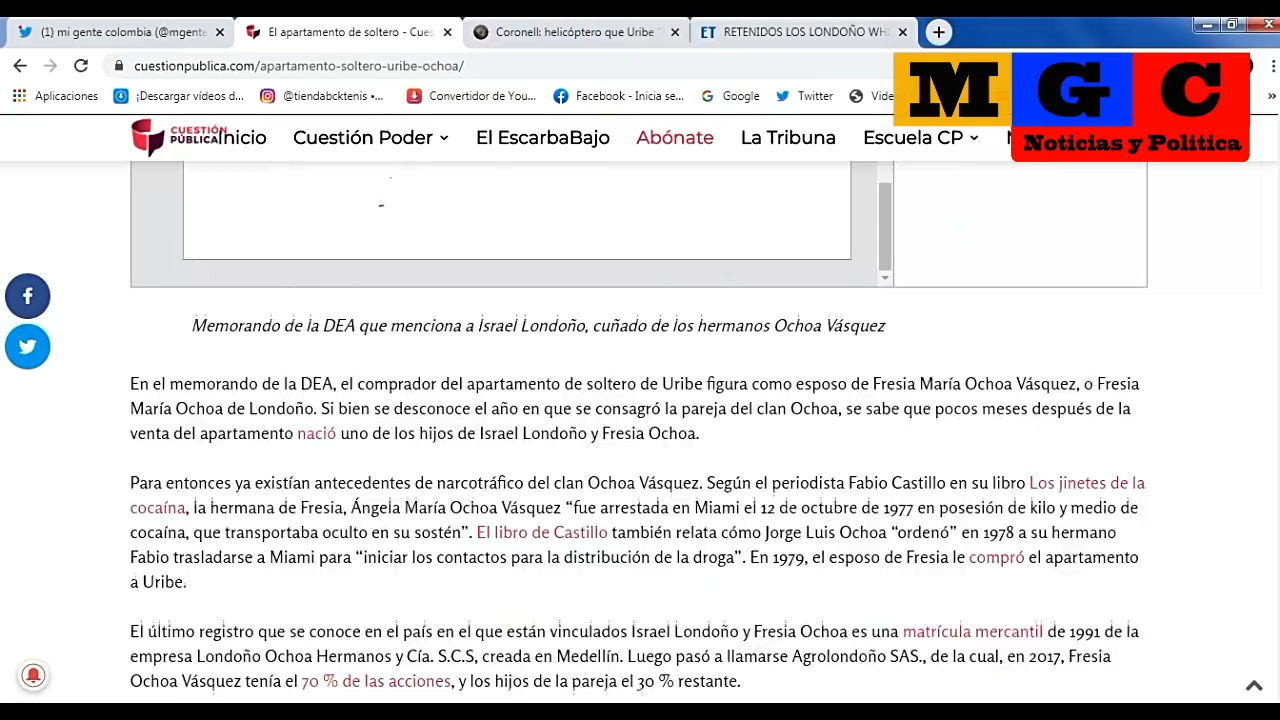 (1) mi gente colombia (@mgente
El apartamento de soltero - Cues
Coronell: helicóptero que Uribe "
ET RETENIDOS LOS LONDOÑO WHI
cuestionpublica.com/apartamento-soltero-uribe-ochoa/
Aplicaciones
¡Descargar vídeos d...
@tiendabcktenis •...
Convertidor de You...
Facebook - Inicia se...
Google
Twitter
MGC
Noticias y Politica
CUESTIÓN
PÚBLICA
Inicio
Cuestión Poder
El EscarbaBajo
Abónate
La Tribuna
Escuela CP
Memorando de la DEA que menciona a Israel Londoño, cuñado de los hermanos Ochoa Vásquez
En el memorando de la DEA, el comprador del apartamento de soltero de Uribe figura como esposo de Fresia María Ochoa Vásquez, o Fresia
María Ochoa de Londoño. Si bien se desconoce el año en que se consagró la pareja del clan Ochoa, se sabe que pocos meses después de la
venta del apartamento nació uno de los hijos de Israel Londoño y Fresia Ochoa.
Para entonces ya existían antecedentes de narcotráfico del clan Ochoa Vásquez. Según el periodista Fabio Castillo en su libro Los jinetes de la
cocaína, la hermana de Fresia, Ángela María Ochoa Vásquez “fue arrestada en Miami el 12 de octubre de 1977 en posesión de kilo y medio de
cocaína, que transportaba oculto en su sostén”. El libro de Castillo también relata cómo Jorge Luis Ochoa “ordenó” en 1978 a su hermano
Fabio trasladarse a Miami para “iniciar los contactos para la distribución de la droga”. En 1979, el esposo de Fresia le compró el apartamento
a Uribe.
El último registro que se conoce en el país en el que están vinculados Israel Londoño y Fresia Ochoa es una matrícula mercantil de 1991 de la
empresa Londoño Ochoa Hermanos y Cía. S.C.S, creada en Medellín. Luego pasó a llamarse Agrolondoño SAS., de la cual, en 2017, Fresia
Ochoa Vásquez tenía el 70 % de las acciones, y los hijos de la pareja el 30 % restante.